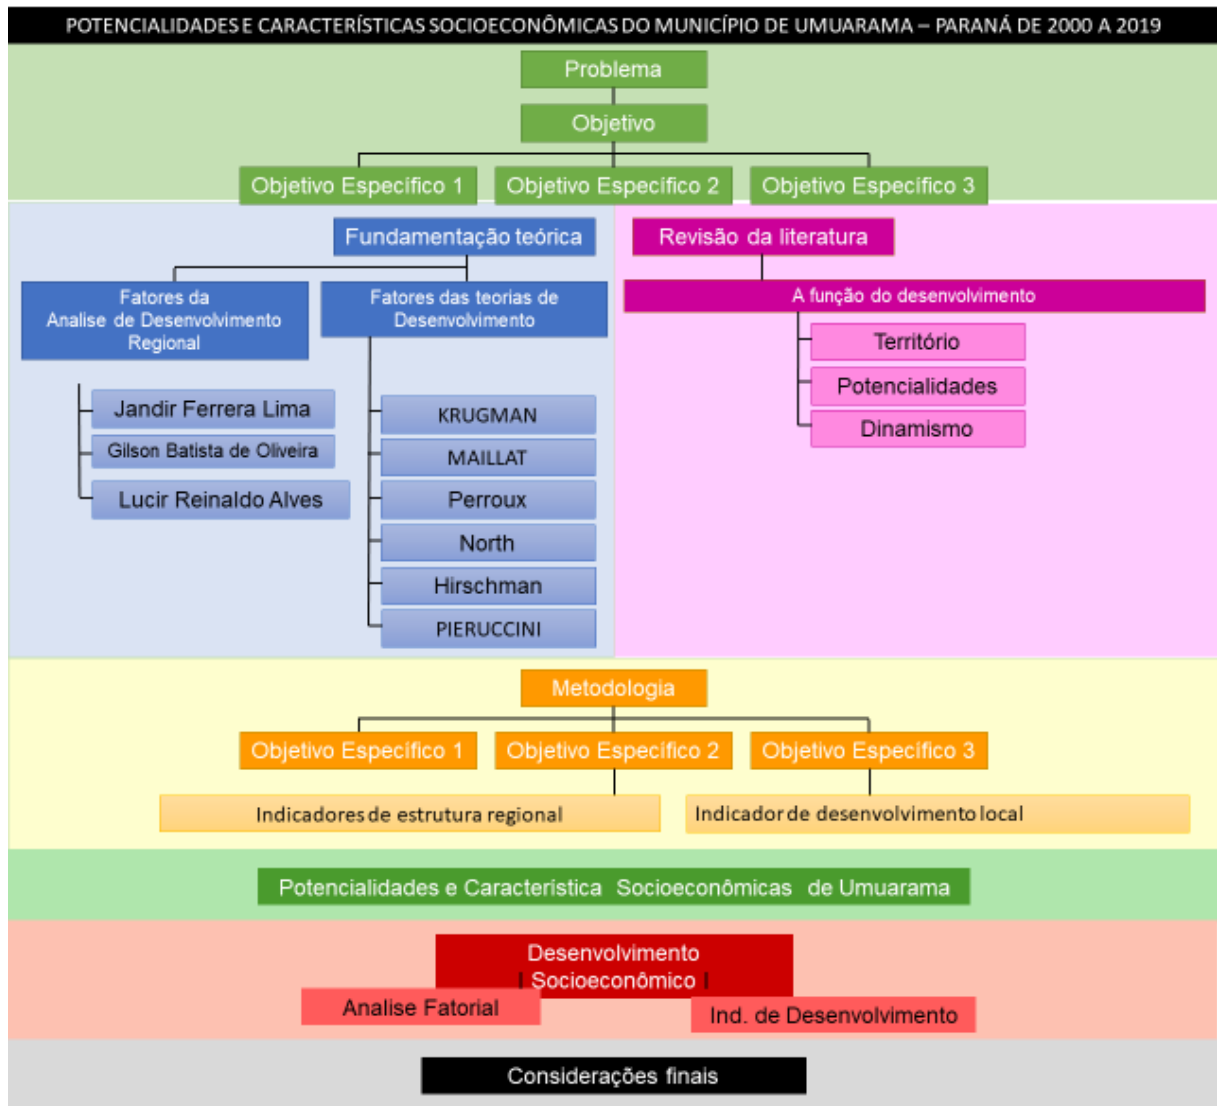 POTENCIALIDADES E CARACTERÍSTICAS SOCIOECONÔMICAS DO MUNICÍPIO DE UMUARAMA – PARANÁ DE 2000 A 2019
Problema
Objetivo
Objetivo Específico 1
Objetivo Específico 2
Objetivo Específico 3
Fundamentação teórica
Fatores da
Analise de Desenvolvimento
Regional
Jandir Ferrera Lima
Gilson Batista de Oliveira
Lucir Reinaldo Alves
Fatores das teorias de
Desenvolvimento
KRUGMAN
MAILLAT
Perroux
North
Hirschman
PIERUCCINI
Revisão da literatura
A função do desenvolvimento
Território
Potencialidades
Dinamismo
Metodologia
Objetivo Específico 1
Objetivo Específico 2
Objetivo Específico 3
Indicadores de estrutura regional
Indicador de desenvolvimento local
Potencialidades e Caracteristica Socioeconômicas de Umuarama
Desenvolvimento
Socioeconômico
Analise Fatorial
Ind. de Desenvolvimento
Considerações finais